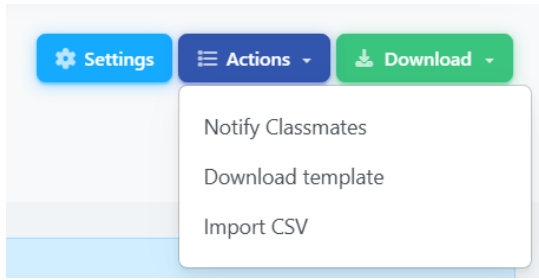 Settings Actions Download
Notify Classmates
Download template
Import CSV